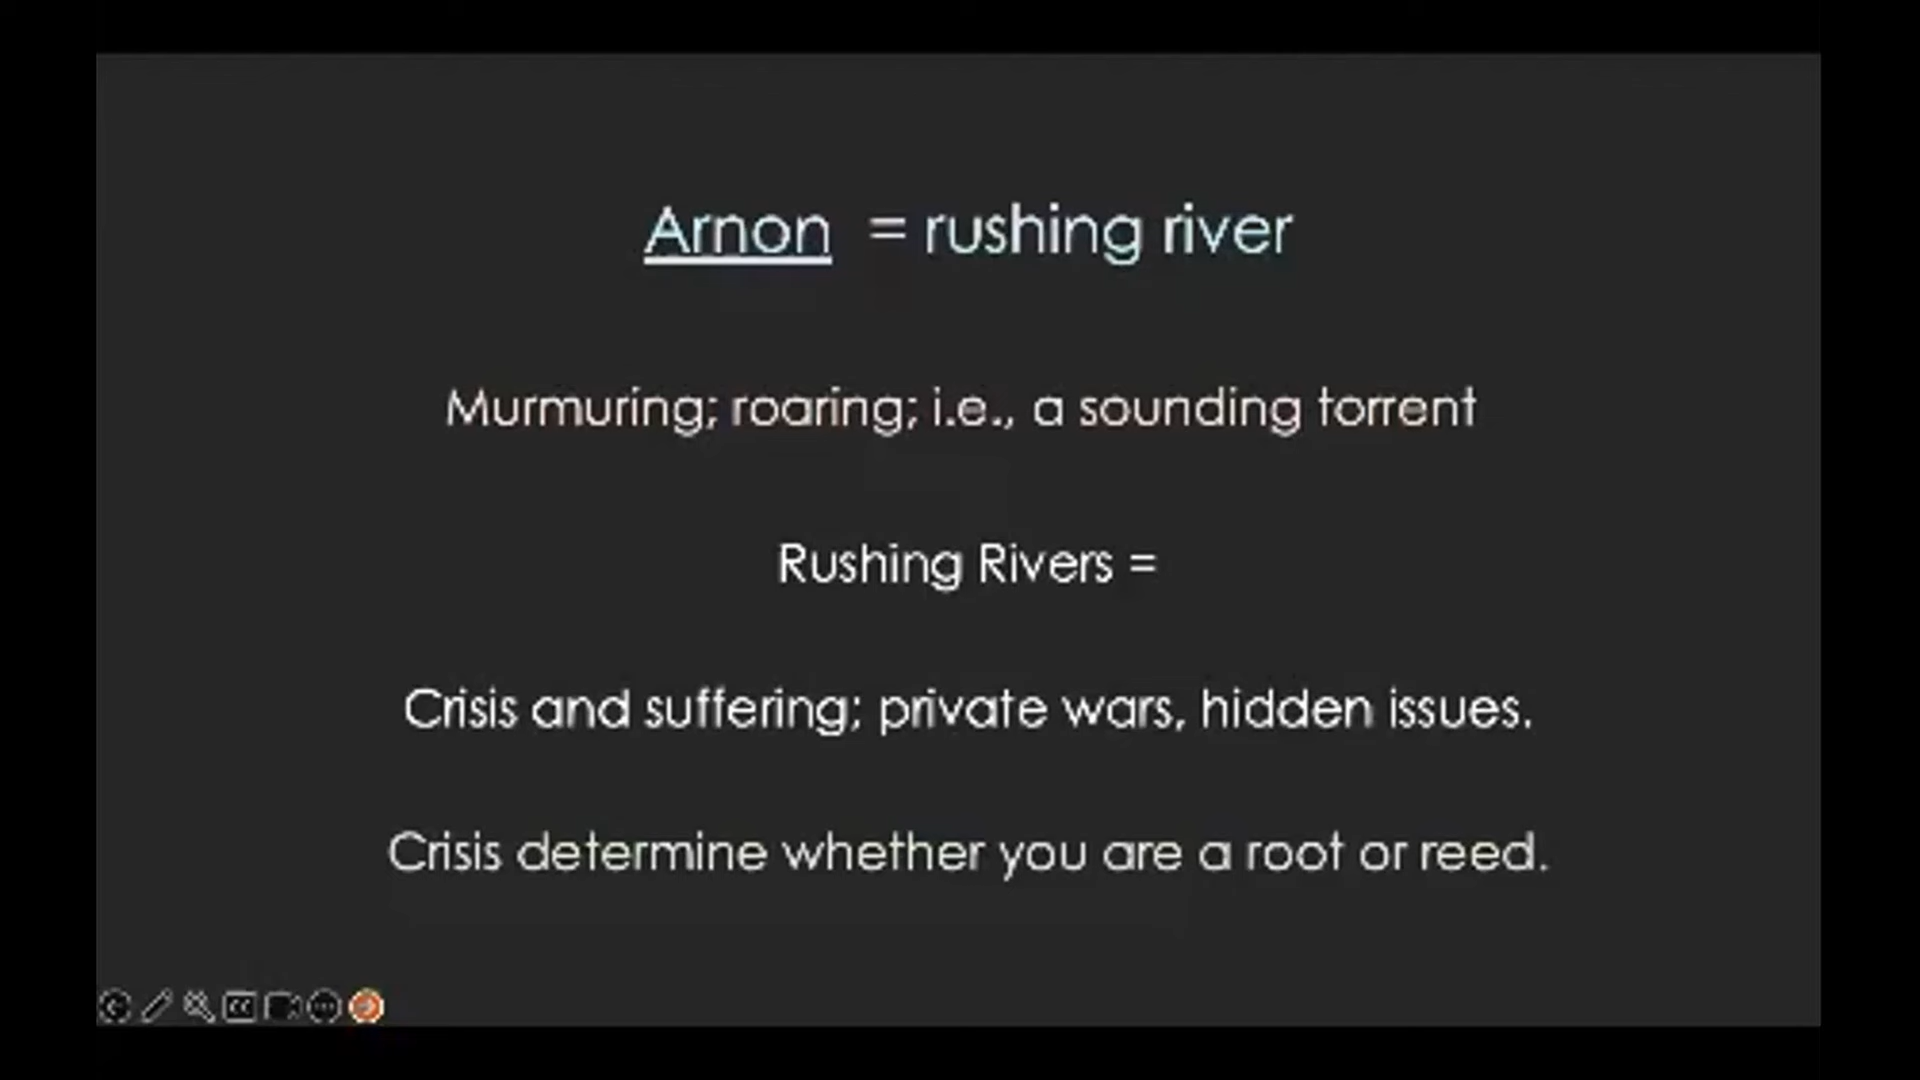 Arnon = rushing river
Murmuring; roaring; i.e., a sounding torrent
Rushing Rivers =
Crisis and suffering; private wars, hidden issues.
Crisis determine whether you are a root or reed.